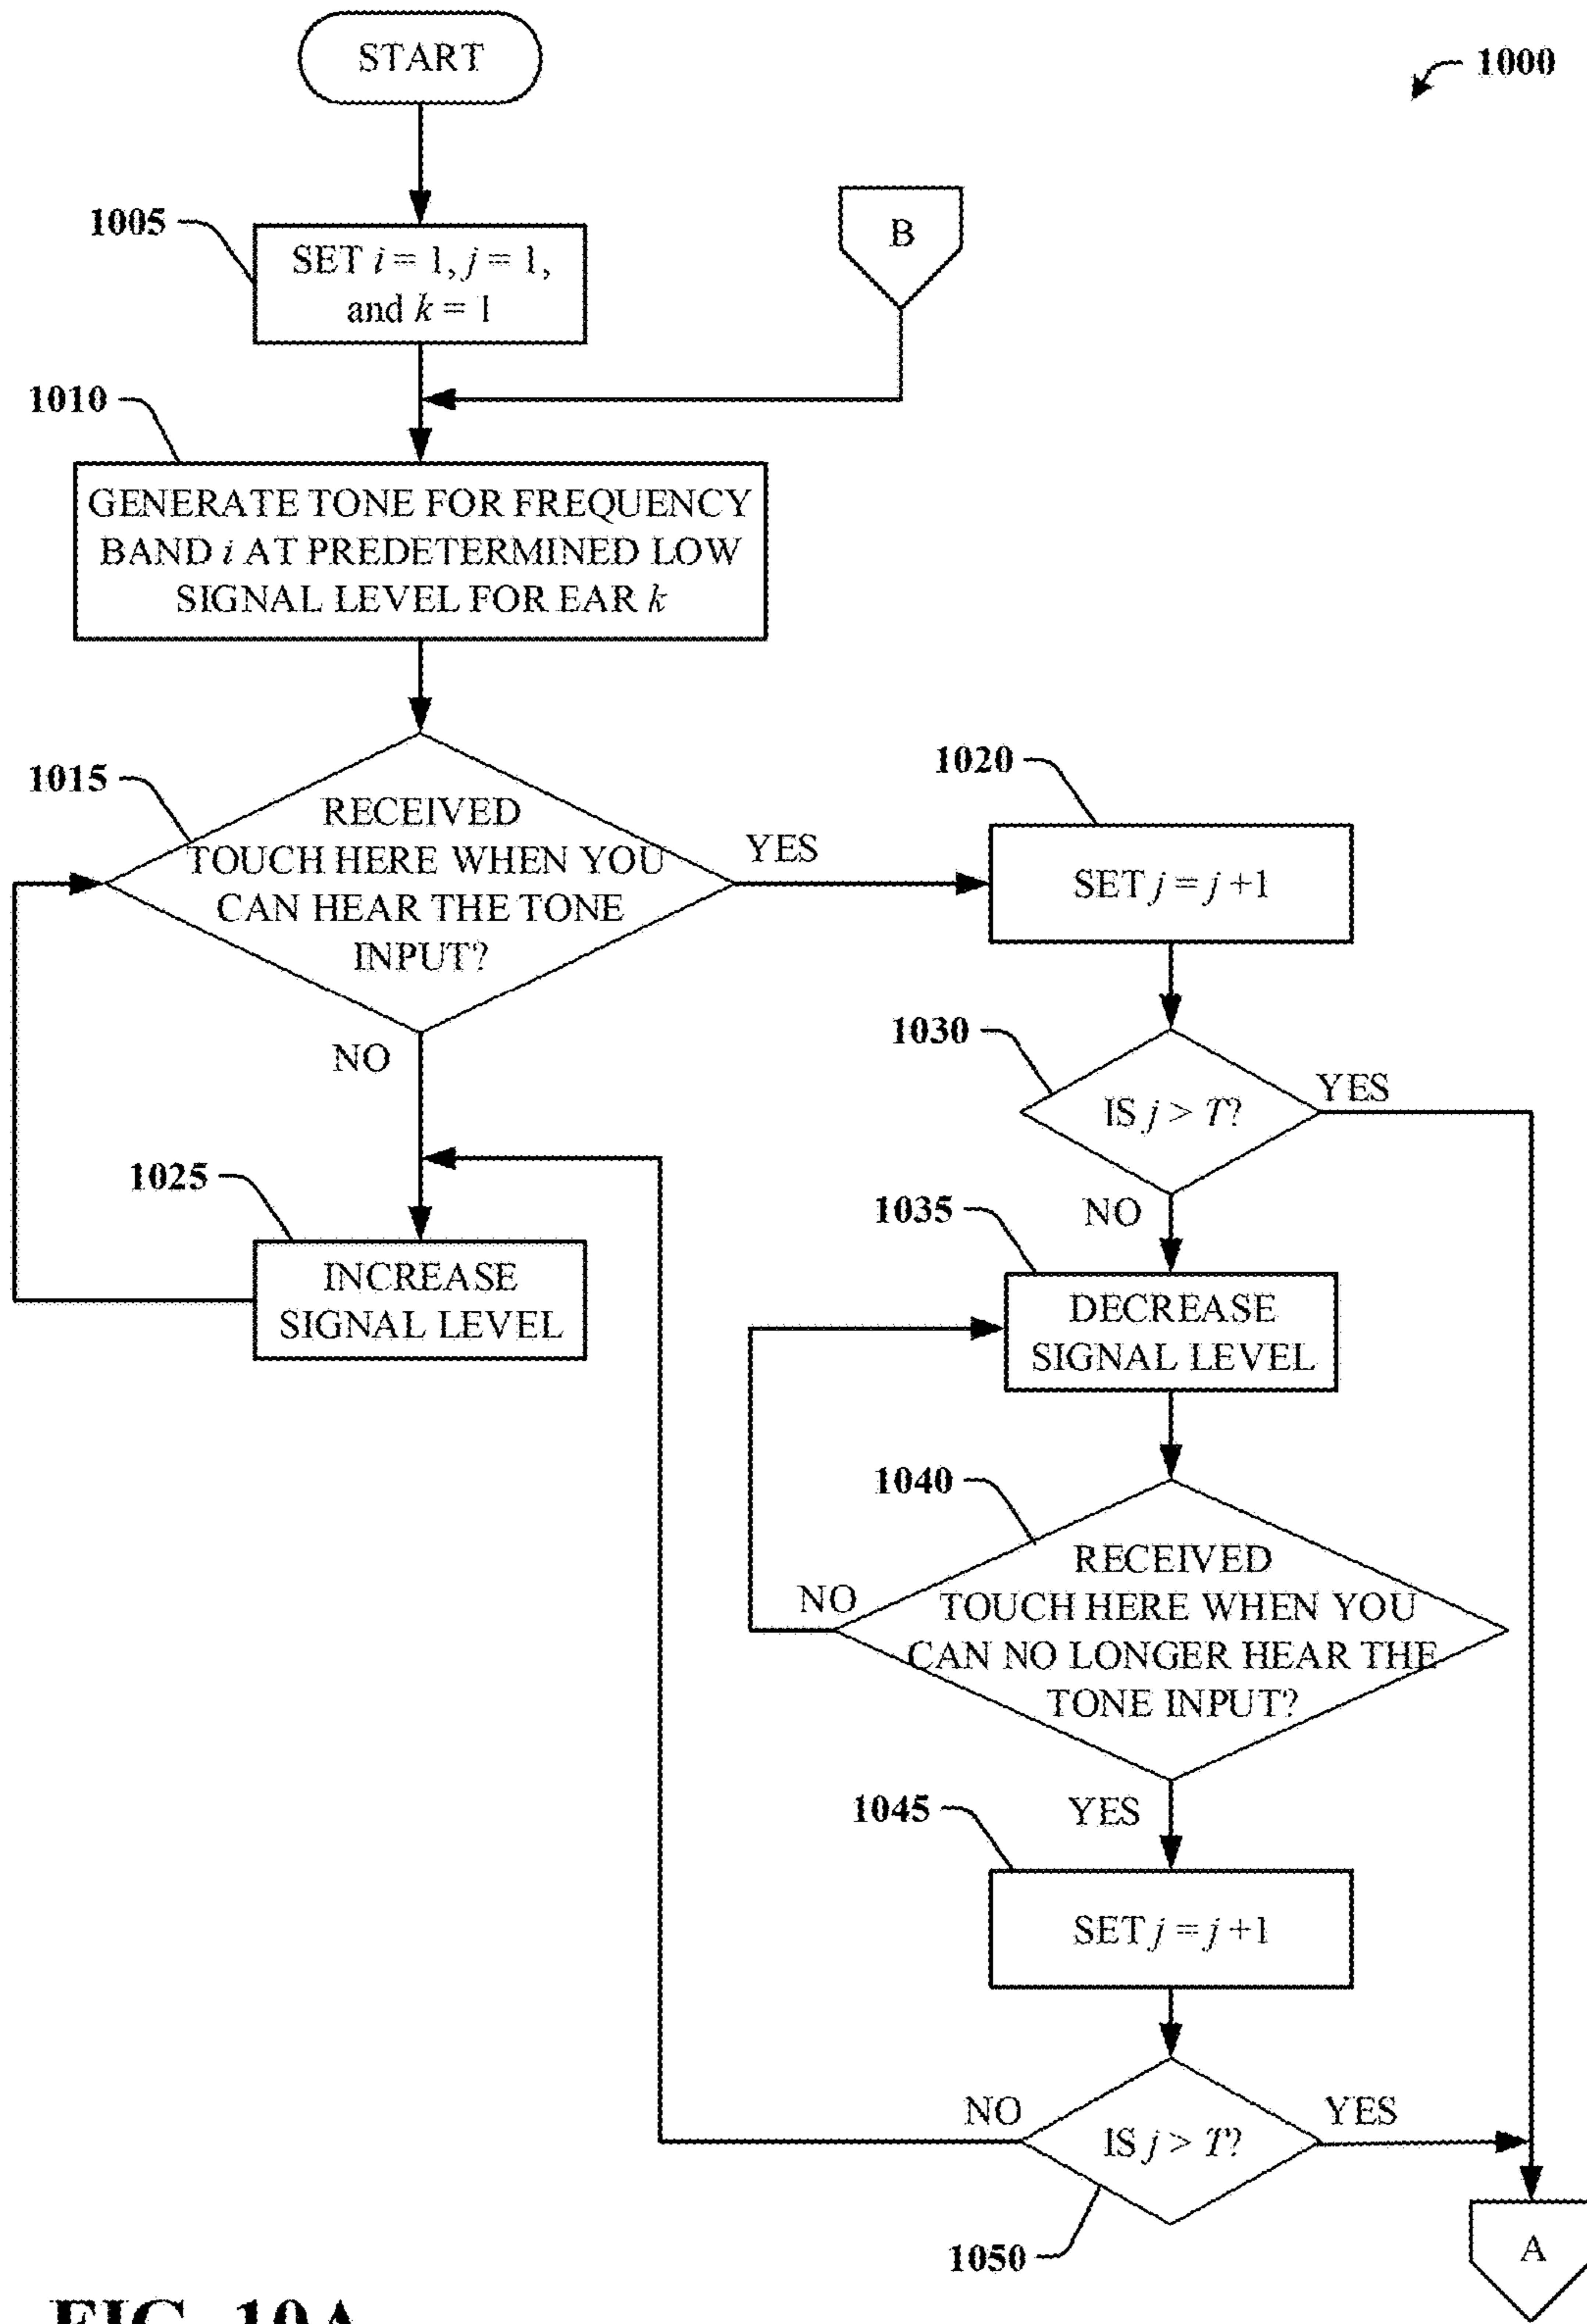 START
1000
1005
SET i = 1, j = 1,
and k = 1
B
1010
GENERATE TONE FOR FREQUENCY
BAND i AT PREDETERMINED LOW
SIGNAL LEVEL FOR EAR k
1015
RECEIVED
TOUCH HERE WHEN YOU
CAN HEAR THE TONE
INPUT?
YES
1020
SET j = j +1
NO
1030
IS j > T?
YES
1025
INCREASE
SIGNAL LEVEL
NO
1035
DECREASE
SIGNAL LEVEL
1040
RECEIVED
TOUCH HERE WHEN YOU
CAN NO LONGER HEAR THE
TONE INPUT?
NO
YES
1045
SET j = j +1
NO
IS j > T?
YES
1050
A
FIG. 10A